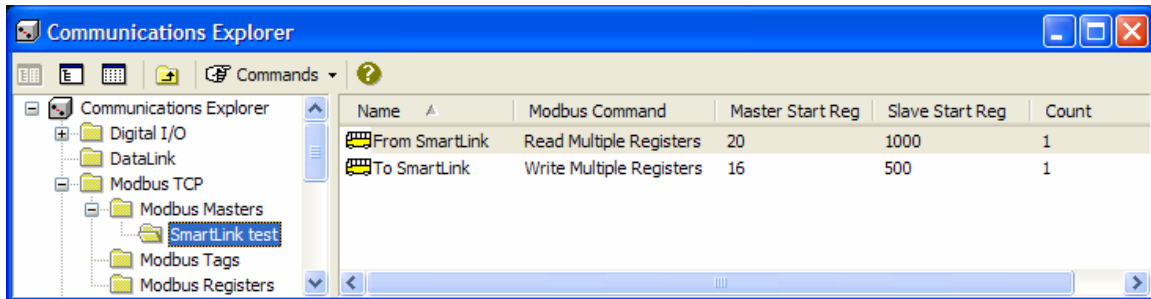 Communications Explorer
Commands
Communications Explorer
Digital I/O
DataLink
Modbus TCP
Modbus Masters
SmartLink test
Modbus Tags
Modbus Registers
Name Modbus Command Master Start Reg Slave Start Reg Count
From SmartLink Read Multiple Registers 20 1000 1
To SmartLink Write Multiple Registers 16 500 1